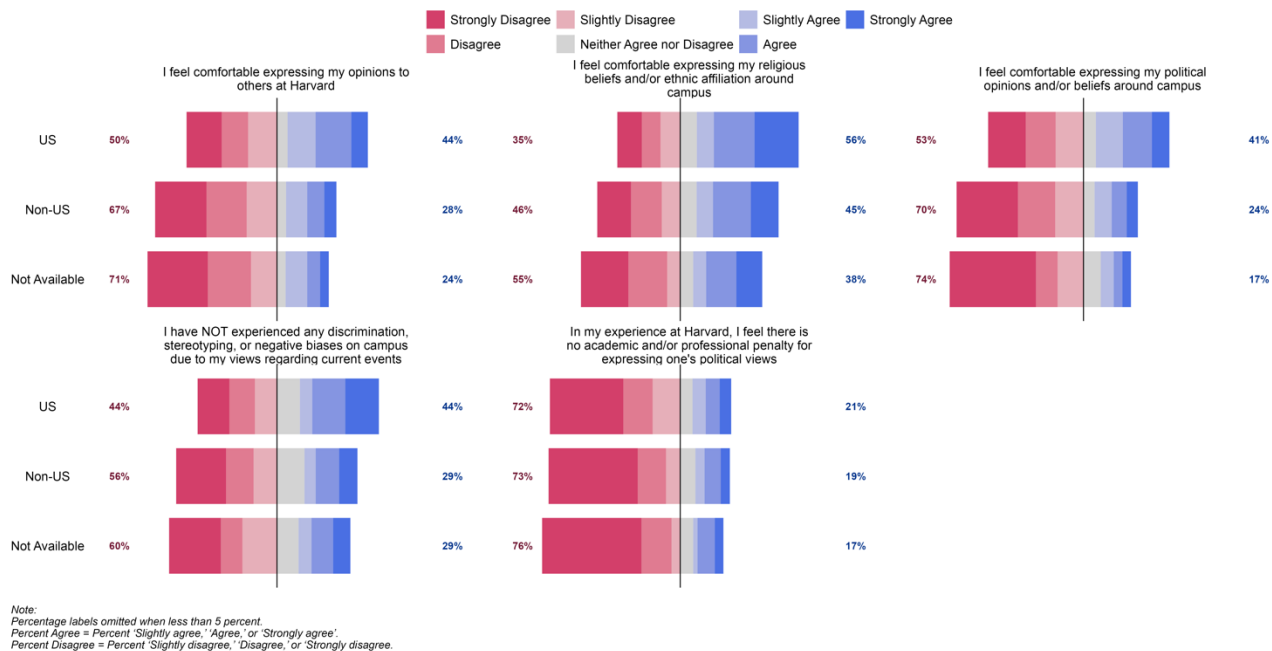 Strongly Disagree Slightly Disagree Slightly Agree Strongly Agree
Disagree Neither Agree nor Disagree Agree
I feel comfortable expressing my opinions to
others at Harvard
I feel comfortable expressing my religious
beliefs and/or ethnic affiliation around
campus
I feel comfortable expressing my political
opinions and/or beliefs around campus
US 50% 44% 35% 56% 53% 41%
Non-US 67% 28% 46% 45% 70% 24%
Not Available 71% 24% 55% 38% 74% 17%
I have NOT experienced any discrimination,
stereotyping, or negative biases on campus
due to my views regarding current events
In my experience at Harvard, I feel there is
no academic and/or professional penalty for
expressing one's political views
US 44% 44% 72% 21%
Non-US 56% 29% 73% 19%
Not Available 60% 29% 76% 17%
Note:
Percentage labels omitted when less than 5 percent.
Percent Agree = Percent 'Slightly agree,' 'Agree,' or 'Strongly agree'.
Percent Disagree = Percent 'Slightly disagree,' 'Disagree,' or 'Strongly disagree.